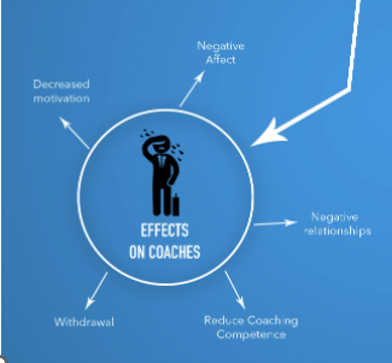 Negative
Affect
Decreased
motivation
EFFECTS
ON COACHES
Negative
relationships
Withdrawal
Reduce Coaching
Competence